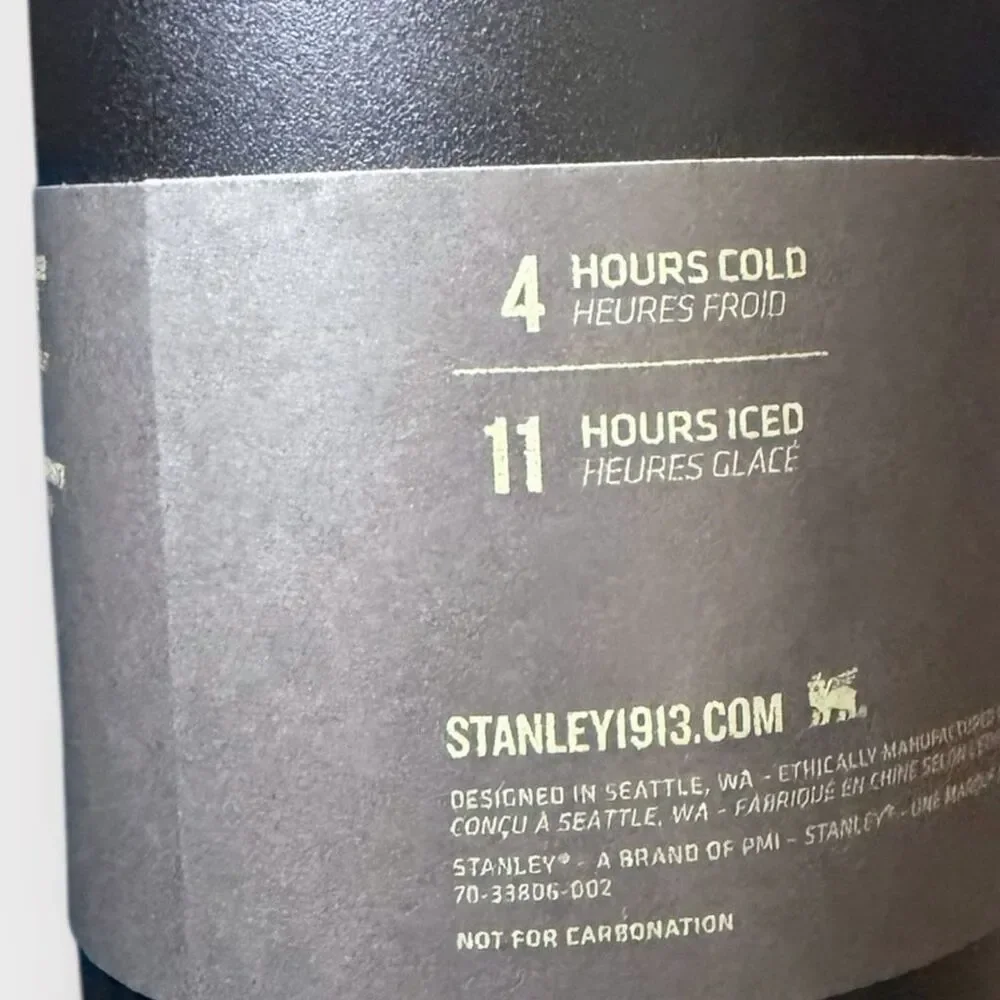 4 HOURS COLD
HEURES FROID
11 HOURS ICED
HEURES GLACÉ
STANLEY1913.COM
DESIGNED IN SEATTLE, WA - ETHICALLY MANUFACTURED
CONÇU À SEATTLE, WA - FABRIQUÉ EN CHINE SELON
STANLEY® - A BRAND OF PMI - STANLEY® - UNE MARQUE
70-33806-002
NOT FOR CARBONATION